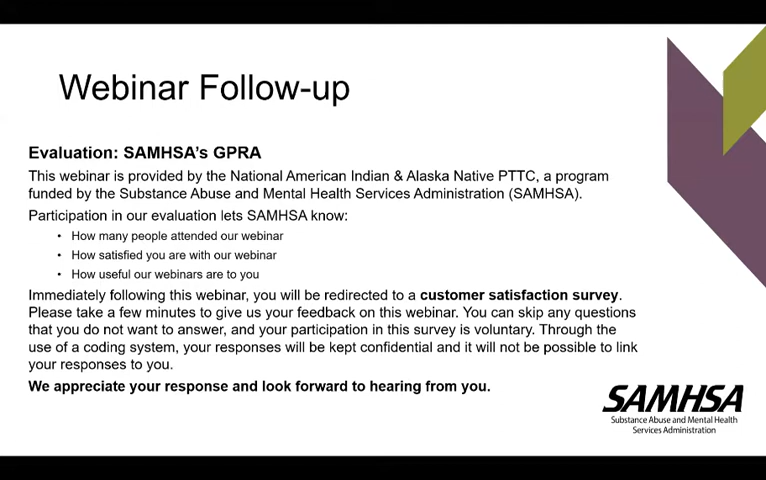 Webinar Follow-up
Evaluation: SAMHSA's GPRA
This webinar is provided by the National American Indian & Alaska Native PTTC, a program
funded by the Substance Abuse and Mental Health Services Administration (SAMHSA).
Participation in our evaluation lets SAMHSA know:
• How many people attended our webinar
• How satisfied you are with our webinar
• How useful our webinars are to you
Immediately following this webinar, you will be redirected to a customer satisfaction survey.
Please take a few minutes to give us your feedback on this webinar. You can skip any questions
that you do not want to answer, and your participation in this survey is voluntary. Through the
use of a coding system, your responses will be kept confidential and it will not be possible to link
your responses to you.
We appreciate your response and look forward to hearing from you.
SAMHSA
Substance Abuse and Mental Health
Services Administration